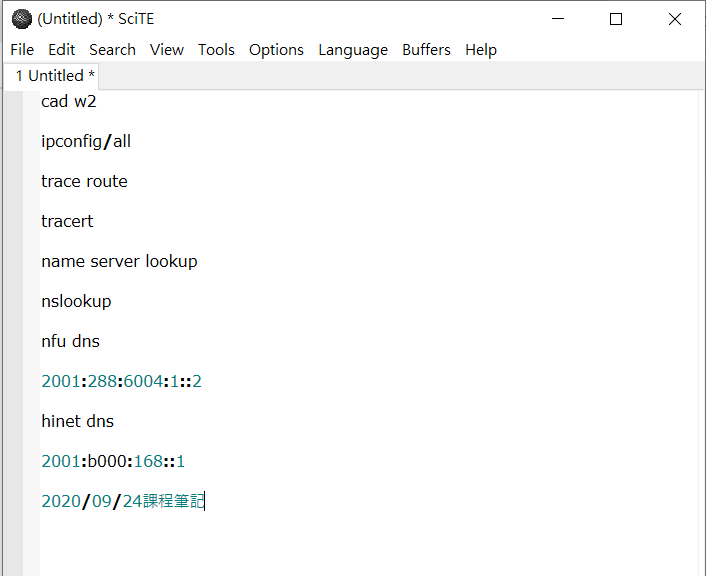 (Untitled) * SciTE
File Edit Search View Tools Options Language Buffers Help
1 Untitled *
cad w2
ipconfig/all
trace route
tracert
name server lookup
nslookup
nfu dns
2001:288:6004:1::2
hinet dns
2001:b000:168::1
2020/09/24課程筆記